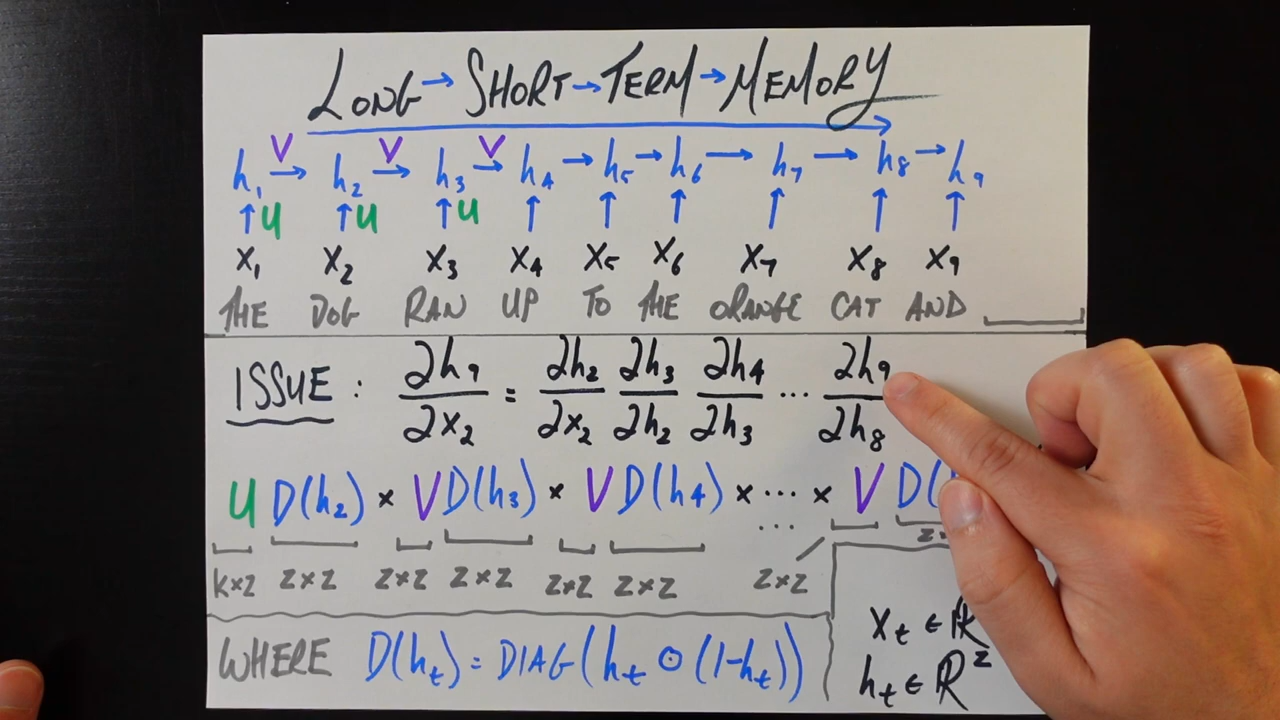 LONG → SHORT → TERM → MEMORY
V V V
h₁ → h₂ → h₃ → h₄ → h₅ → h₆ → h₇ → h₈ → h₉
↑ U ↑ U ↑ U ↑ ↑ ↑ ↑ ↑ ↑
X₁ X₂ X₃ X₄ X₅ X₆ X₇ X₈ X₉
THE DOG RAN UP TO THE ORANGE CAT AND
ISSUE : ∂h₉/∂x₂ = ∂h₂/∂x₂ ∂h₃/∂h₂ ∂h₄/∂h₃ ... ∂h₉/∂h₈
U D(h₂) × V D(h₃) × V D(h₄) × ... × V D(
...
k×z z×z z×z z×z z×z z×z z×z
WHERE D(hₜ) = DIAG(hₜ ⊙ (1-hₜ))
Xₜ ∈ ℝ
hₜ ∈ ℝᶻ